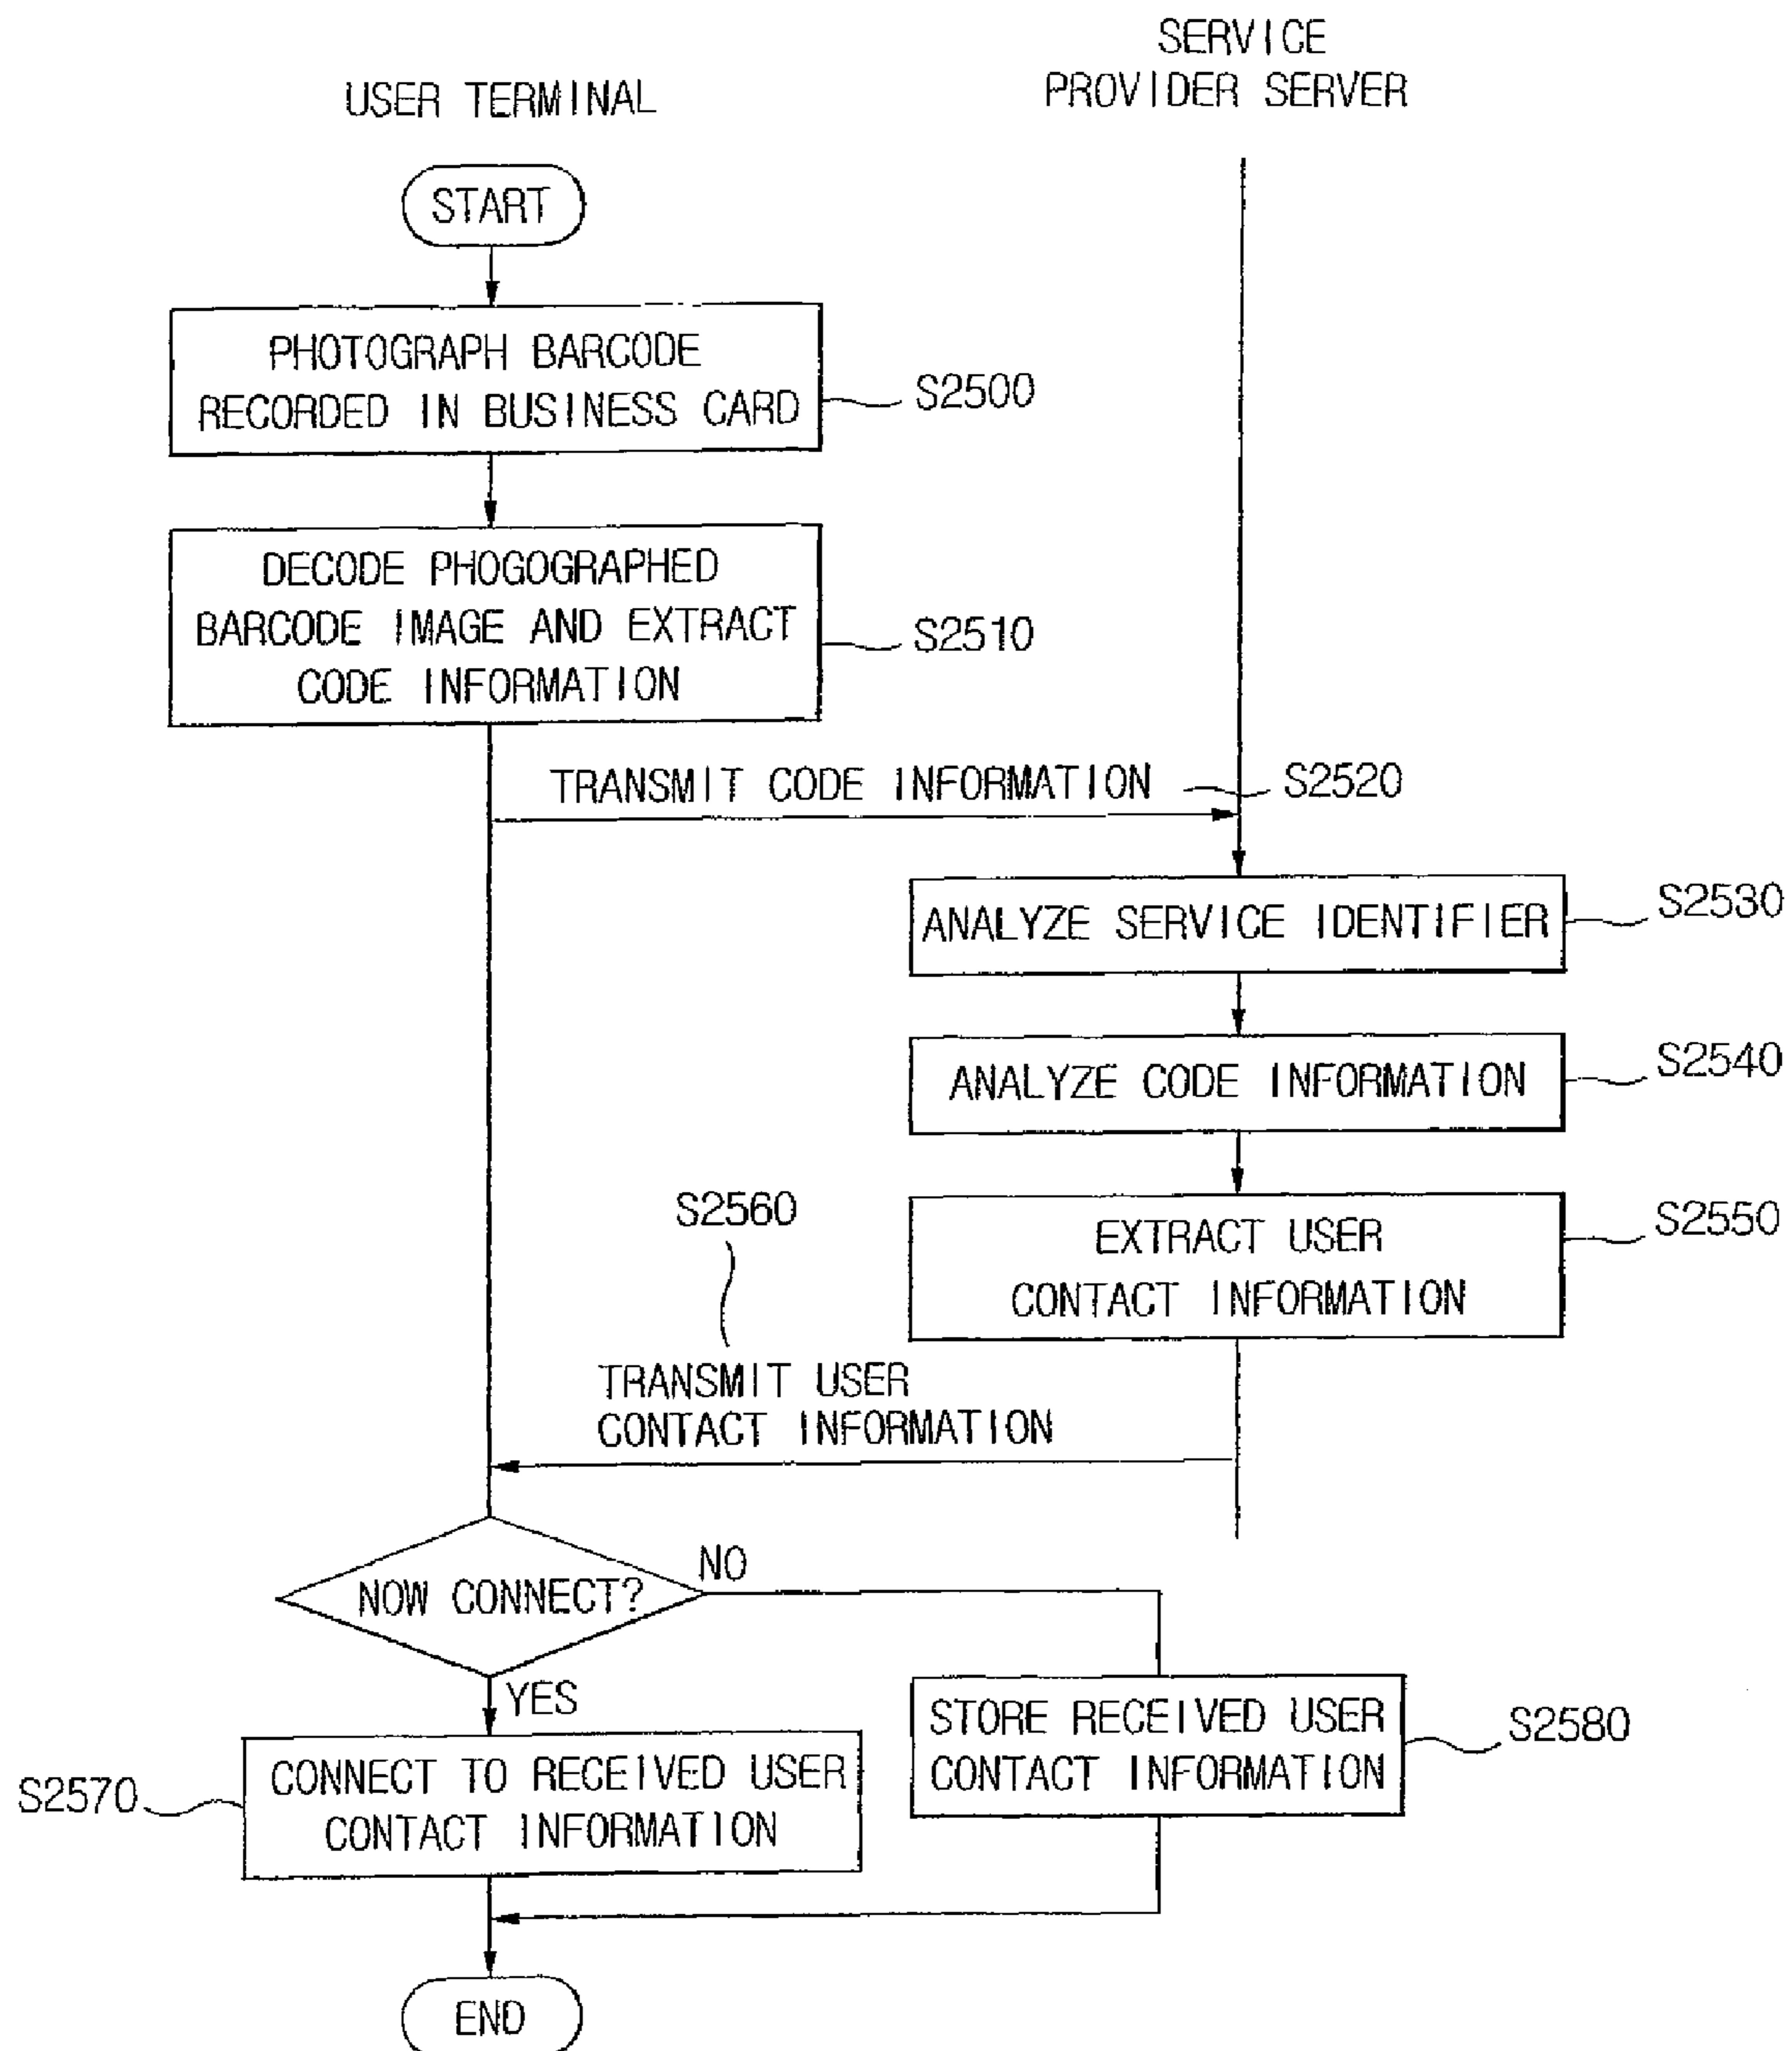 SERVICE
PROVIDER SERVER
USER TERMINAL
START
PHOTOGRAPH BARCODE
RECORDED IN BUSINESS CARD
S2500
DECODE PHOGOGRAPHED
BARCODE IMAGE AND EXTRACT
CODE INFORMATION
S2510
TRANSMIT CODE INFORMATION
S2520
ANALYZE SERVICE IDENTIFIER
S2530
ANALYZE CODE INFORMATION
S2540
S2560
EXTRACT USER
CONTACT INFORMATION
S2550
TRANSMIT USER
CONTACT INFORMATION
NOW CONNECT?
NO
YES
STORE RECEIVED USER
CONTACT INFORMATION
S2580
S2570
CONNECT TO RECEIVED USER
CONTACT INFORMATION
END